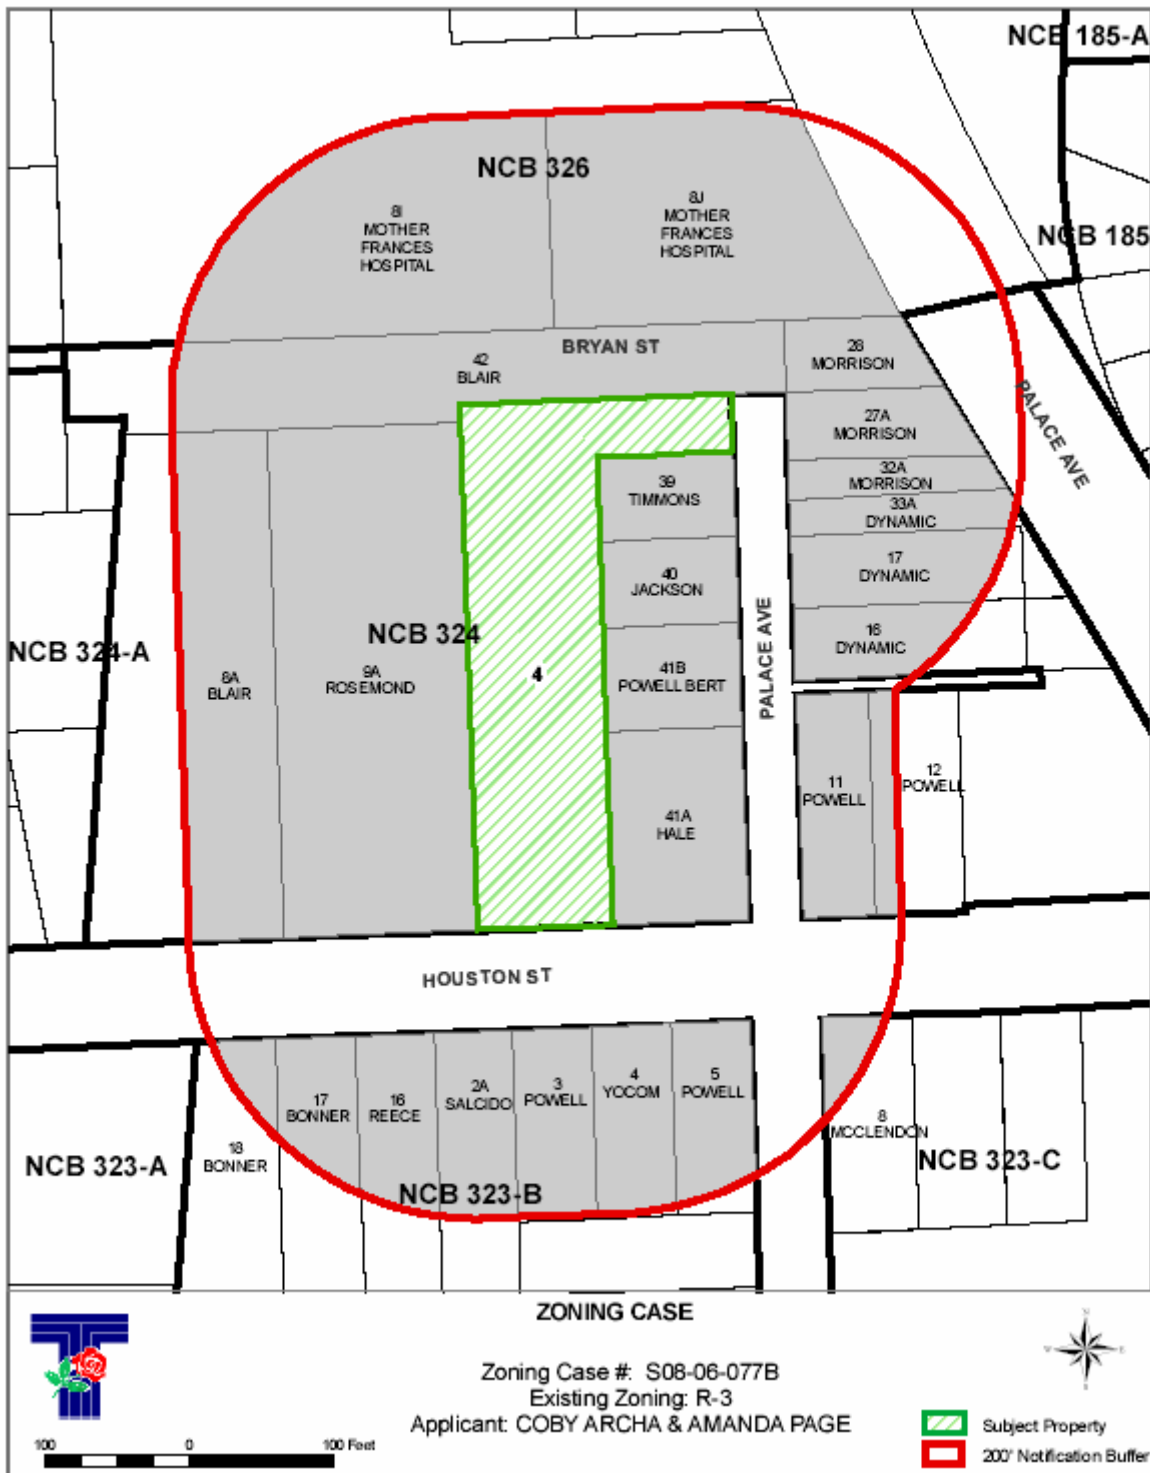 NCB 185-A
NCB 326
8I
MOTHER
FRANCES
HOSPITAL
8J
MOTHER
FRANCES
HOSPITAL
NCB 185
BRYAN ST
42
BLAIR
28
MORRISON
PALACE AVE
27A
MORRISON
32A
MORRISON
33A
DYNAMIC
39
TIMMONS
17
DYNAMIC
40
JACKSON
NCB 324
NCB 324-A
16
DYNAMIC
PALACE AVE
8A
BLAIR
9A
ROSEMOND
4
41B
POWELL BERT
11
POWELL
12
POWELL
41A
HALE
HOUSTON ST
17
BONNER
16
REECE
2A
SALCIDO
3
POWELL
4
YOCOM
5
POWELL
8
MCCLENDON
18
BONNER
NCB 323-A
NCB 323-B
NCB 323-C
ZONING CASE
Zoning Case #: S08-06-077B
Existing Zoning: R-3
Applicant: COBY ARCHA & AMANDA PAGE
N
W
E
S
Subject Property
200' Notification Buffer
100 0 100 Feet